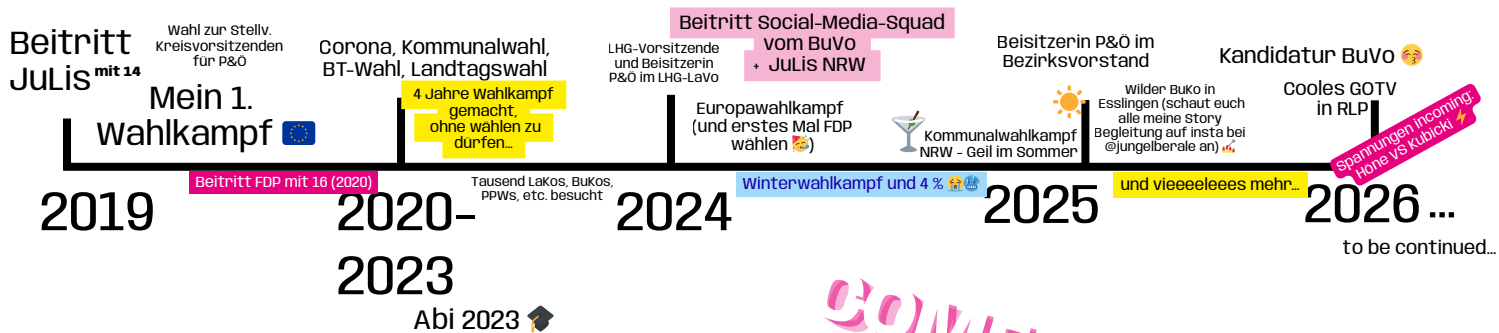 Beitritt
JuLis mit 14
Wahl zur Stellv.
Kreisvorsitzenden
für P&Ö
Mein 1.
Wahlkampf 🇪🇺
Beitritt FDP mit 16 (2020)
2019
Corona, Kommunalwahl,
BT-Wahl, Landtagswahl
4 Jahre Wahlkampf
gemacht,
ohne wählen zu
dürfen...
Tausend LaKos, BuKos,
PPWs, etc. besucht
2020-
2023
Abi 2023 🎓
LHG-Vorsitzende
und Beisitzerin
P&Ö im LHG-LaVo
Beitritt Social-Media-Squad
vom BuVo
+ JuLis NRW
Europawahlkampf
(und erstes Mal FDP
wählen 🥳)
2024
Winterwahlkampf und 4 % 😭🥶
Kommunalwahlkampf
NRW - Geil im Sommer
Beisitzerin P&Ö im
Bezirksvorstand
Wilder BuKo in
Esslingen (schaut euch
alle meine Story
Begleitung auf insta bei
@jungelberale an) 💅
2025
und vieeeeleees mehr...
Kandidatur BuVo 😚
Cooles GOTV
in RLP
Spannungen incoming:
Höne VS Kubicki ⚡
2026 ...
to be continued...